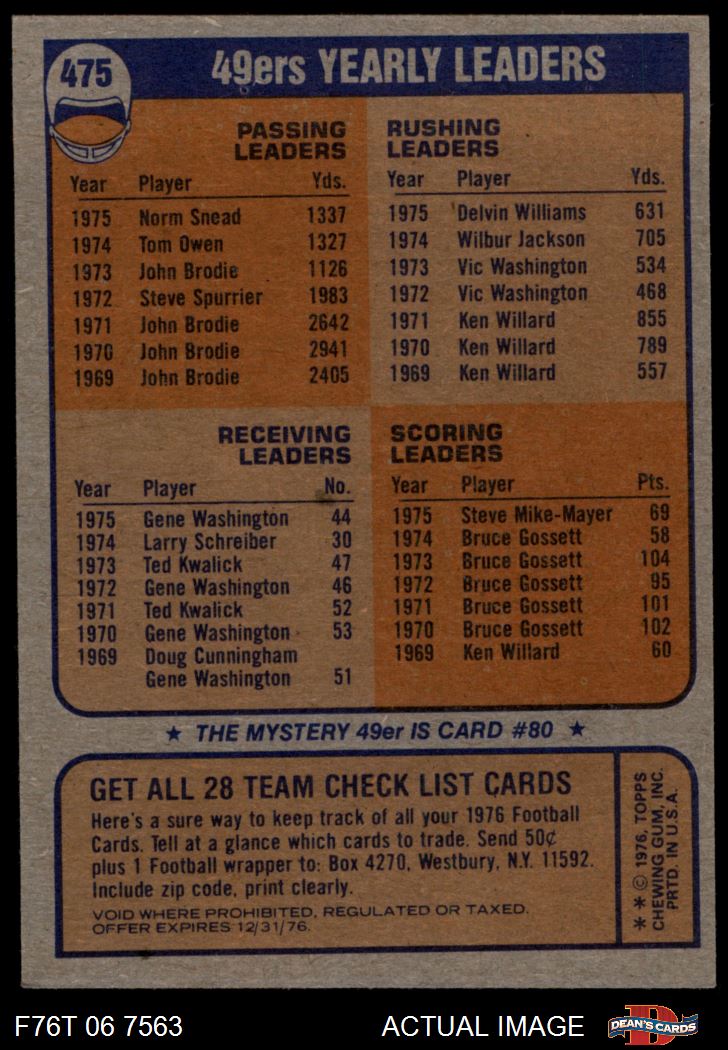 475
49ers YEARLY LEADERS
PASSING
LEADERS
Year Player Yds.
1975 Norm Snead 1337
1974 Tom Owen 1327
1973 John Brodie 1126
1972 Steve Spurrier 1983
1971 John Brodie 2642
1970 John Brodie 2941
1969 John Brodie 2405
RUSHING
LEADERS
Year Player Yds.
1975 Delvin Williams 631
1974 Wilbur Jackson 705
1973 Vic Washington 534
1972 Vic Washington 468
1971 Ken Willard 855
1970 Ken Willard 789
1969 Ken Willard 557
RECEIVING
LEADERS
Year Player No.
1975 Gene Washington 44
1974 Larry Schreiber 30
1973 Ted Kwalick 47
1972 Gene Washington 46
1971 Ted Kwalick 52
1970 Gene Washington 53
1969 Doug Cunningham
Gene Washington 51
SCORING
LEADERS
Year Player Pts.
1975 Steve Mike-Mayer 69
1974 Bruce Gossett 58
1973 Bruce Gossett 104
1972 Bruce Gossett 95
1971 Bruce Gossett 101
1970 Bruce Gossett 102
1969 Ken Willard 60
★ THE MYSTERY 49er IS CARD #80 ★
GET ALL 28 TEAM CHECK LIST CARDS
Here's a sure way to keep track of all your 1976 Football
Cards. Tell at a glance which cards to trade. Send 50¢
plus 1 Football wrapper to: Box 4270, Westbury, N.Y. 11592.
Include zip code, print clearly.
VOID WHERE PROHIBITED, REGULATED OR TAXED.
OFFER EXPIRES 12/31/76.
* * © 1976, TOPPS
CHEWING GUM, INC.
PRTD. IN U.S.A.
F76T 06 7563
ACTUAL IMAGE
D
DEAN'S CARDS